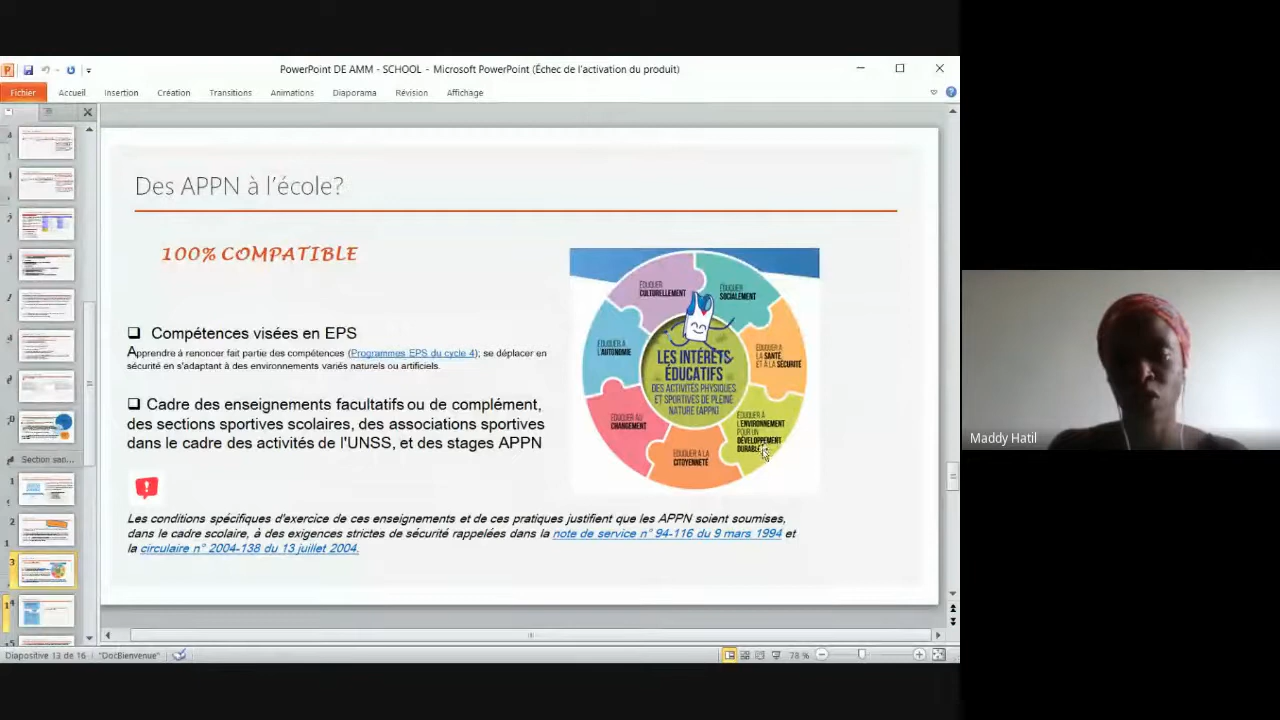 PowerPoint DE AMM - SCHOOL - Microsoft PowerPoint (Échec de l'activation du produit)
Fichier Accueil Insertion Création Transitions Animations Diaporama Révision Affichage
Des APPN à l'école?
100% COMPATIBLE
Compétences visées en EPS
Apprendre à renoncer fait partie des compétences (Programmes EPS du cycle 4); se déplacer en
sécurité en s'adaptant à des environnements variés naturels ou artificiels.
Cadre des enseignements facultatifs ou de complément,
des sections sportives scolaires, des associations sportives
dans le cadre des activités de l'UNSS, et des stages APPN
ÉDUQUER
CULTURELLEMENT
ÉDUQUER
SOCIALEMENT
ÉDUQUER À
LA SANTÉ
ET À LA SÉCURITÉ
ÉDUQUER À
L'ENVIRONNEMENT
POUR UN
DÉVELOPPEMENT
DURABLE
ÉDUQUER À LA
CITOYENNETÉ
ÉDUQUER AU
CHANGEMENT
ÉDUQUER À
L'AUTONOMIE
LES INTÉRÊTS
ÉDUCATIFS
DES ACTIVITÉS PHYSIQUES
ET SPORTIVES DE PLEINE
NATURE (APPN)
Les conditions spécifiques d'exercice de ces enseignements et de ces pratiques justifient que les APPN soient soumises,
dans le cadre scolaire, à des exigences strictes de sécurité rappelées dans la note de service n° 94-116 du 9 mars 1994 et
la circulaire n° 2004-138 du 13 juillet 2004.
Section san...
Diapositive 13 de 16 "DocBienvenue" 78 %
Maddy Hatil